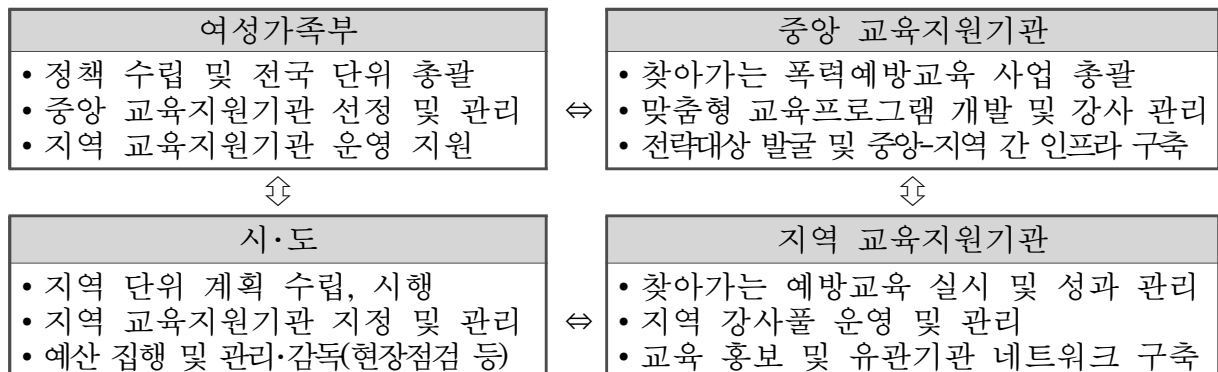 여성가족부
• 정책 수립 및 전국 단위 총괄
• 중앙 교육지원기관 선정 및 관리
• 지역 교육지원기관 운영 지원
⇔
중앙 교육지원기관
• 찾아가는 폭력예방교육 사업 총괄
• 맞춤형 교육프로그램 개발 및 강사 관리
• 전략대상 발굴 및 중앙-지역 간 인프라 구축
⇕
⇕
시·도
• 지역 단위 계획 수립, 시행
• 지역 교육지원기관 지정 및 관리
• 예산 집행 및 관리·감독(현장점검 등)
⇔
지역 교육지원기관
• 찾아가는 예방교육 실시 및 성과 관리
• 지역 강사풀 운영 및 관리
• 교육 홍보 및 유관기관 네트워크 구축